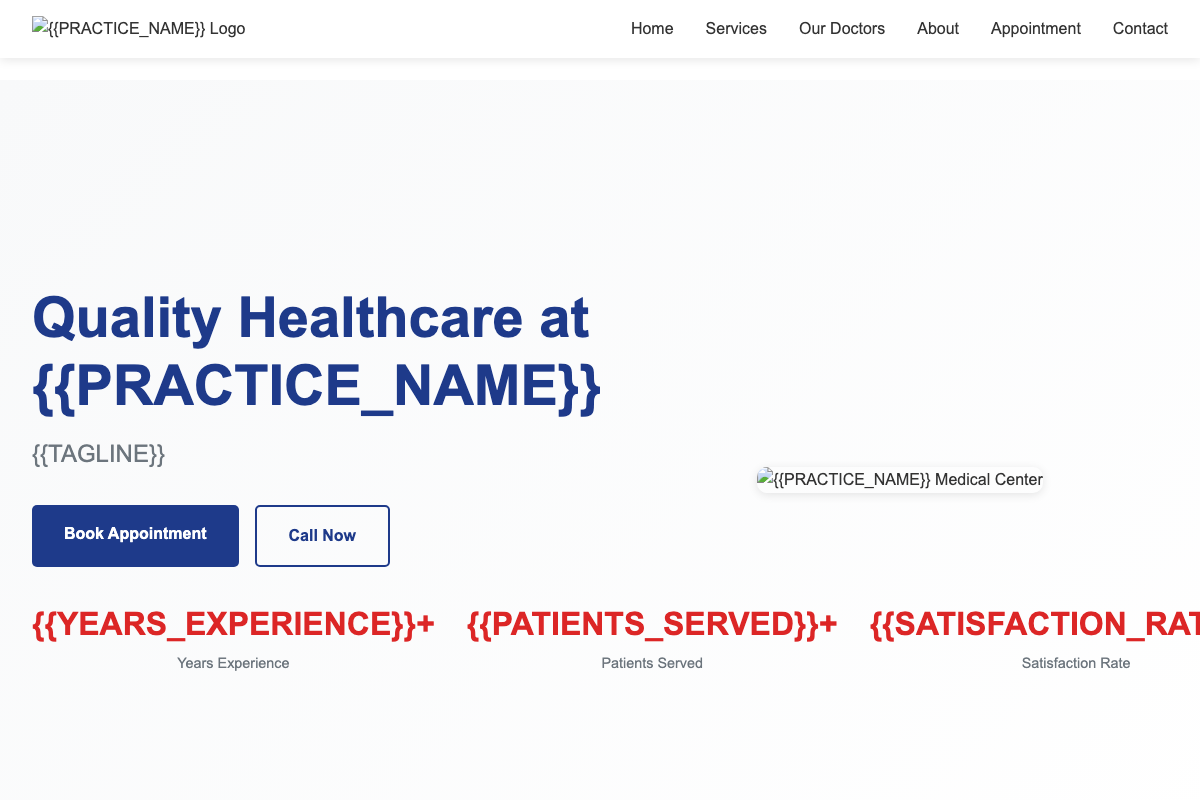 {{PRACTICE_NAME}} Logo
Home Services Our Doctors About Appointment Contact
Quality Healthcare at
{{PRACTICE_NAME}}
{{TAGLINE}}
{{PRACTICE_NAME}} Medical Center
Book Appointment Call Now
{{YEARS_EXPERIENCE}}+ {{PATIENTS_SERVED}}+ {{SATISFACTION_RAT
Years Experience Patients Served Satisfaction Rate